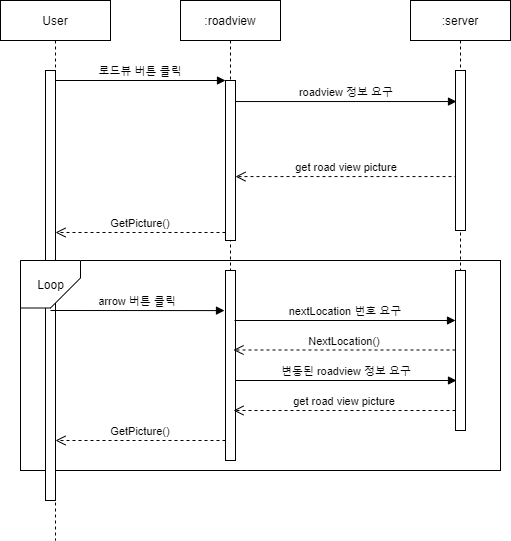 User
:roadview
:server
로드뷰 버튼 클릭
roadview 정보 요구
get road view picture
GetPicture()
Loop
arrow 버튼 클릭
nextLocation 번호 요구
NextLocation()
변동된 roadview 정보 요구
get road view picture
GetPicture()